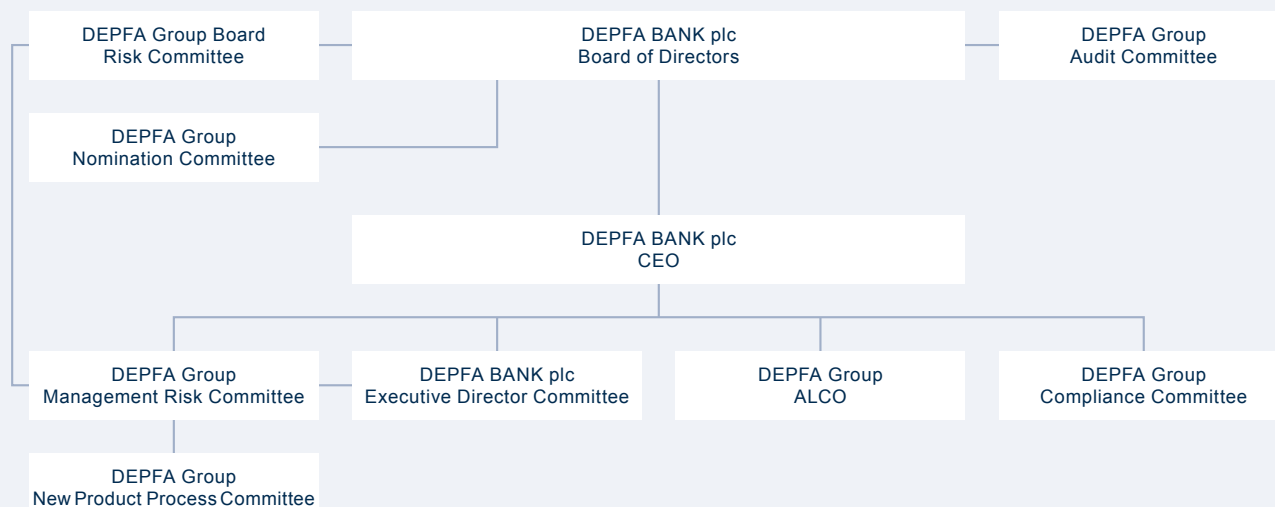 DEPFA Group Board
Risk Committee
DEPFA BANK plc
Board of Directors
DEPFA Group
Audit Committee
DEPFA Group
Nomination Committee
DEPFA BANK plc
CEO
DEPFA Group
Management Risk Committee
DEPFA BANK plc
Executive Director Committee
DEPFA Group
ALCO
DEPFA Group
Compliance Committee
DEPFA Group
New Product Process Committee